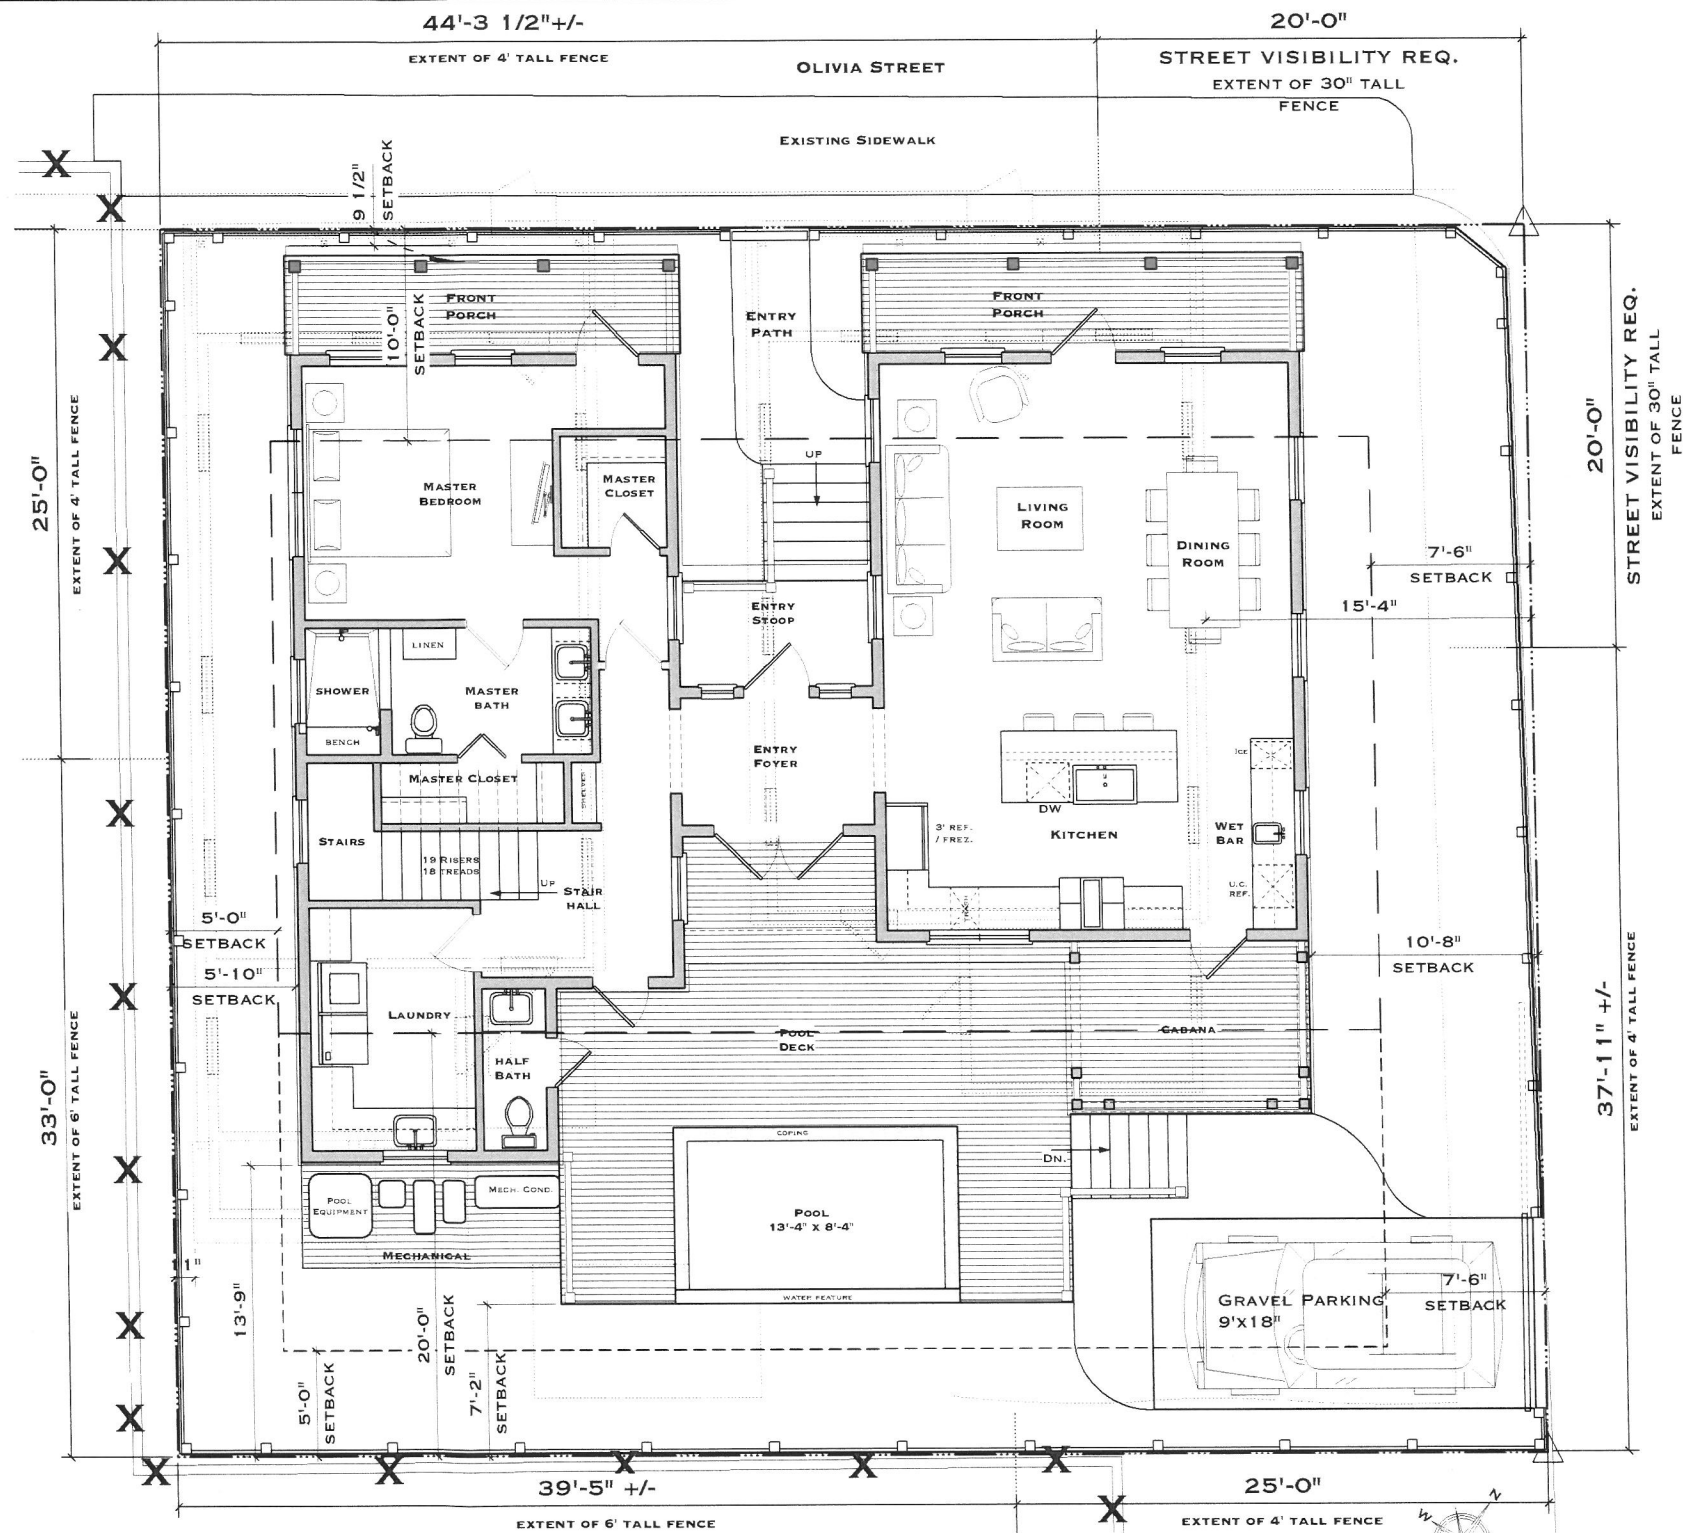 44'-3 1/2"+/-
20'-0"
EXTENT OF 4' TALL FENCE
OLIVIA STREET
STREET VISIBILITY REQ.
EXTENT OF 30" TALL
FENCE
EXISTING SIDEWALK
9 1/2"
SETBACK
10'-0"
SETBACK
FRONT
PORCH
ENTRY
PATH
FRONT
PORCH
STREET VISIBILITY REQ.
EXTENT OF 30" TALL
FENCE
20'-0"
25'-0"
EXTENT OF 4' TALL FENCE
MASTER
BEDROOM
MASTER
CLOSET
UP
LIVING
ROOM
DINING
ROOM
7'-6"
SETBACK
15'-4"
ENTRY
STOOP
LINEN
SHOWER
MASTER
BATH
BENCH
ENTRY
FOYER
ICE
MASTER CLOSET
SHELVES
DW
KITCHEN
WET
BAR
3' REF.
/ FREZ.
STAIRS
19 RISERS
18 TREADS
UP
STAIR
HALL
U.C.
REF.
TRASH
5'-0"
SETBACK
5'-10"
SETBACK
10'-8"
SETBACK
LAUNDRY
HALF
BATH
POOL
DECK
CABANA
33'-0"
EXTENT OF 6' TALL FENCE
37'-11" +/-
EXTENT OF 4' TALL FENCE
COPING
DN.
POOL
EQUIPMENT
MECH. COND.
POOL
13'-4" X 8'-4"
MECHANICAL
11"
WATER FEATURE
GRAVEL PARKING
9'X18"
7'-6"
SETBACK
13'-9"
20'-0"
SETBACK
5'-0"
SETBACK
7'-2"
SETBACK
39'-5" +/-
25'-0"
EXTENT OF 6' TALL FENCE
EXTENT OF 4' TALL FENCE
N
W